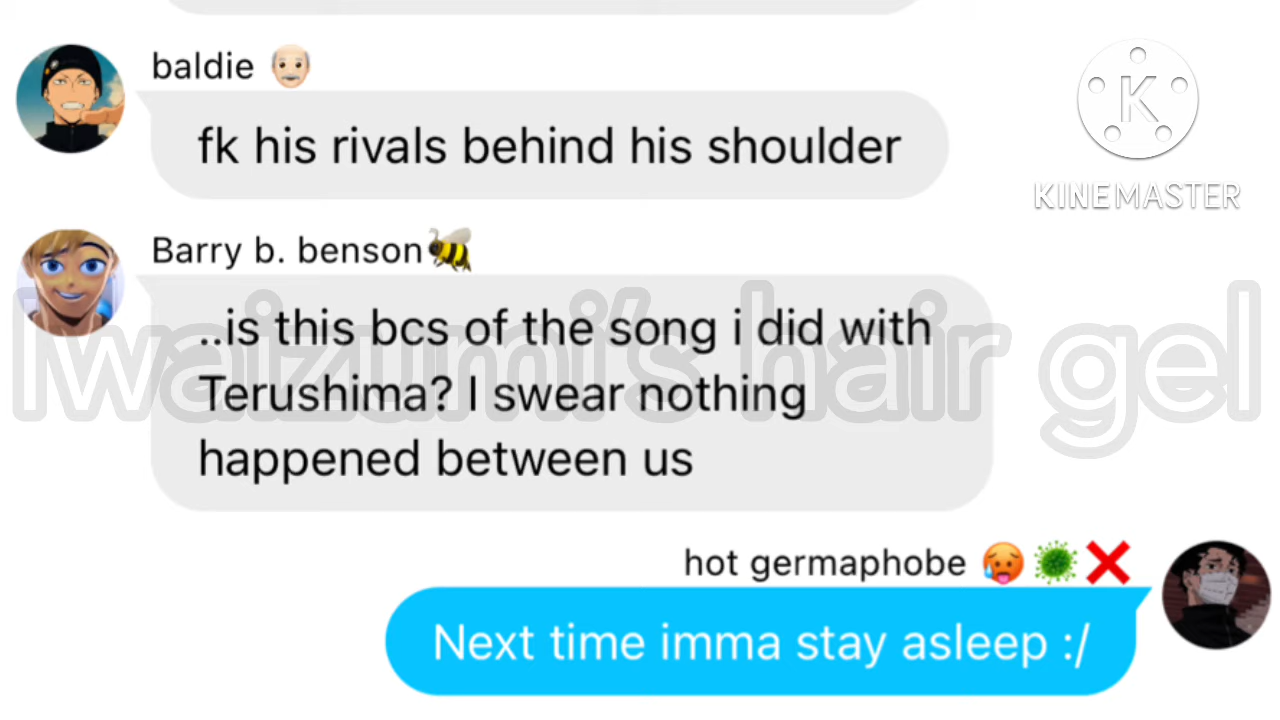 baldie 👴🏻
fk his rivals behind his shoulder
K
KINEMASTER
Barry b. benson🐝
..is this bcs of the song i did with
Terushima? I swear nothing
happened between us
Iwaizumi's hair gel
hot germaphobe 🥵🦠❌
Next time imma stay asleep :/